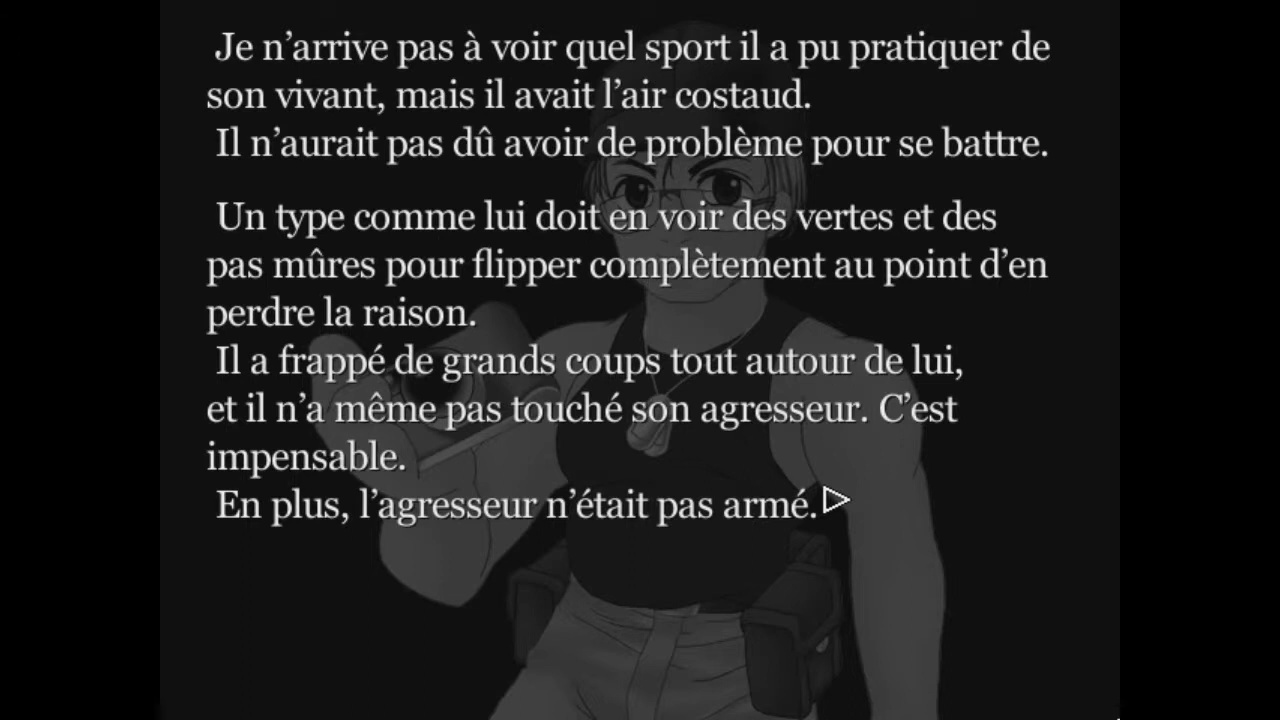 Je n’arrive pas à voir quel sport il a pu pratiquer de
son vivant, mais il avait l’air costaud.
Il n’aurait pas dû avoir de problème pour se battre.
Un type comme lui doit en voir des vertes et des
pas mûres pour flipper complètement au point d’en
perdre la raison.
Il a frappé de grands coups tout autour de lui,
et il n’a même pas touché son agresseur. C’est
impensable.
En plus, l’agresseur n’était pas armé.